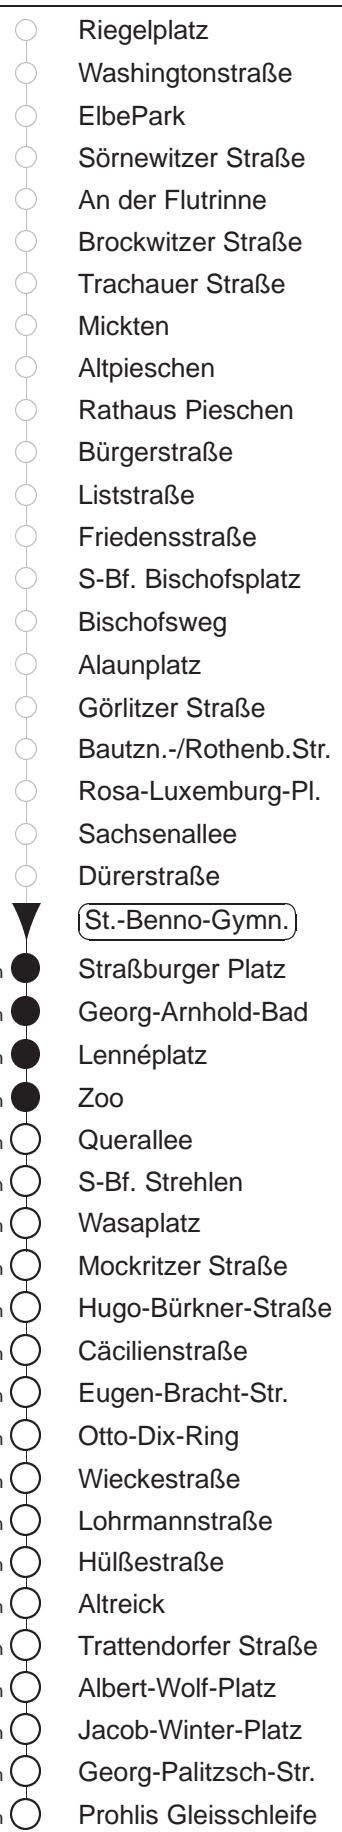 Riegelplatz
Washingtonstraße
ElbePark
Sörnewitzer Straße
An der Flutrinne
Brockwitzer Straße
Trachauer Straße
Mickten
Altpieschen
Rathaus Pieschen
Bürgerstraße
Liststraße
Friedensstraße
S-Bf. Bischofsplatz
Bischofsweg
Alaunplatz
Görlitzer Straße
Bautzn.-/Rothenb.Str.
Rosa-Luxemburg-Pl.
Sachsenallee
Dürerstraße
St.-Benno-Gymn.
Straßburger Platz
Georg-Arnhold-Bad
Lennéplatz
Zoo
Querallee
S-Bf. Strehlen
Wasaplatz
Mockritzer Straße
Hugo-Bürkner-Straße
Cäcilienstraße
Eugen-Bracht-Str.
Otto-Dix-Ring
Wieckestraße
Lohrmannstraße
Hülßestraße
Altreick
Trattendorfer Straße
Albert-Wolf-Platz
Jacob-Winter-Platz
Georg-Palitzsch-Str.
Prohlis Gleisschleife